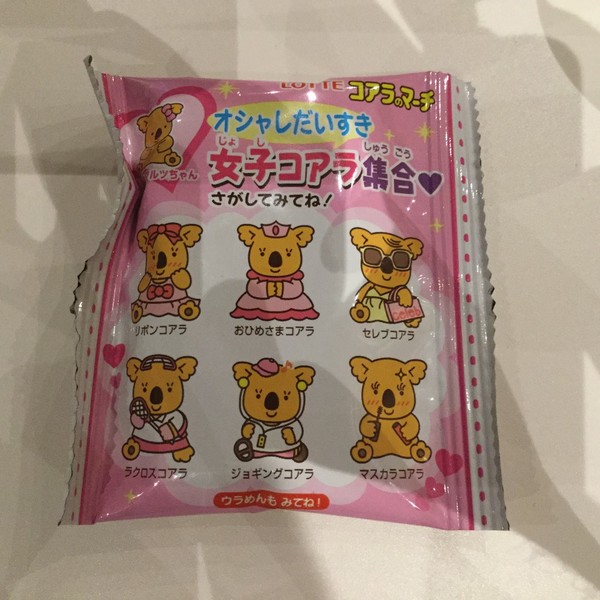 LOTTE コアラのマーチ
オシャレだいすき
じょし しゅうごう
女子コアラ集合
さがしてみてね!
ルツちゃん
リボンコアラ おひめさまコアラ セレブコアラ
celeb
ラクロスコアラ ジョギングコアラ マスカラコアラ
ウラめんも みてね!